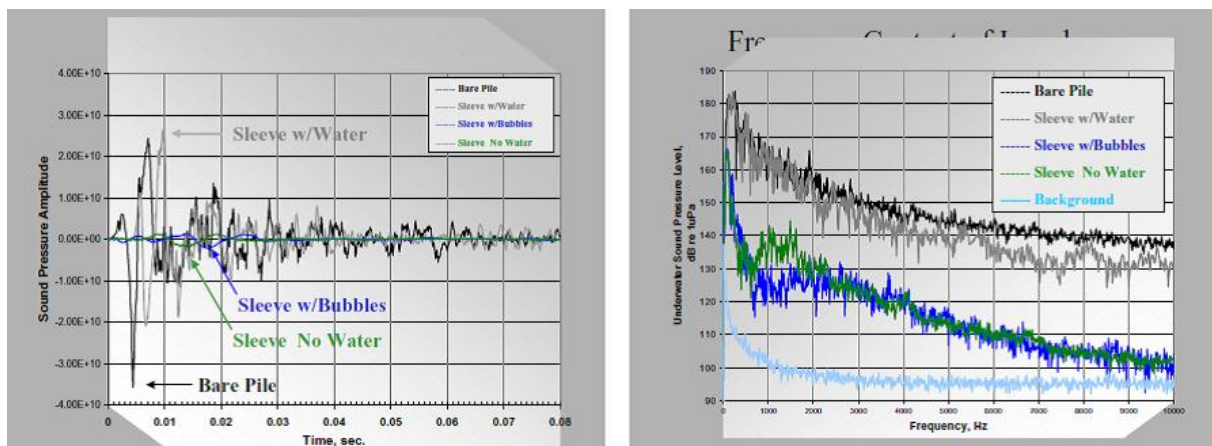 4.00E+10
3.00E+10
2.00E+10
1.00E+10
0.00E+00
-1.00E+10
-2.00E+10
-3.00E+10
-4.00E+10
Sound Pressure Amplitude
0 0.01 0.02 0.03 0.04 0.05 0.06 0.07 0.08
Time, sec.
Bare Pile
Sleeve w/Water
Sleeve w/Bubbles
Sleeve No Water
Sleeve w/Water
Sleeve w/Bubbles
Sleeve No Water
Bare Pile
190
180
170
160
150
140
130
120
110
100
90
Underwater Sound Pressure Level,
dB re 1uPa
0 1000 2000 3000 4000 5000 6000 7000 8000 9000 10000
Frequency, Hz
Bare Pile
Sleeve w/Water
Sleeve w/Bubbles
Sleeve No Water
Background